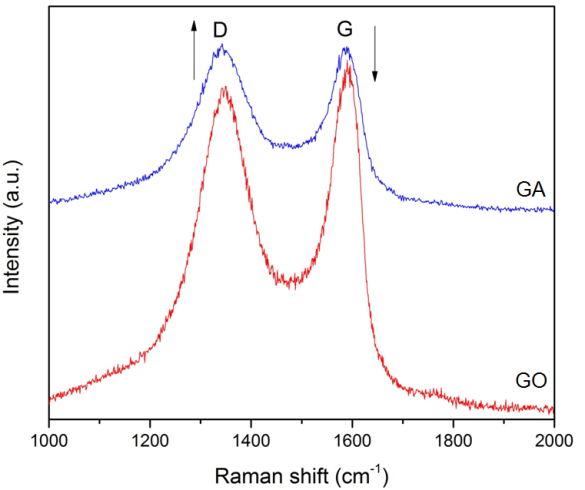 D G
GA
GO
Intensity (a.u.)
1000 1200 1400 1600 1800 2000
Raman shift (cm⁻¹)